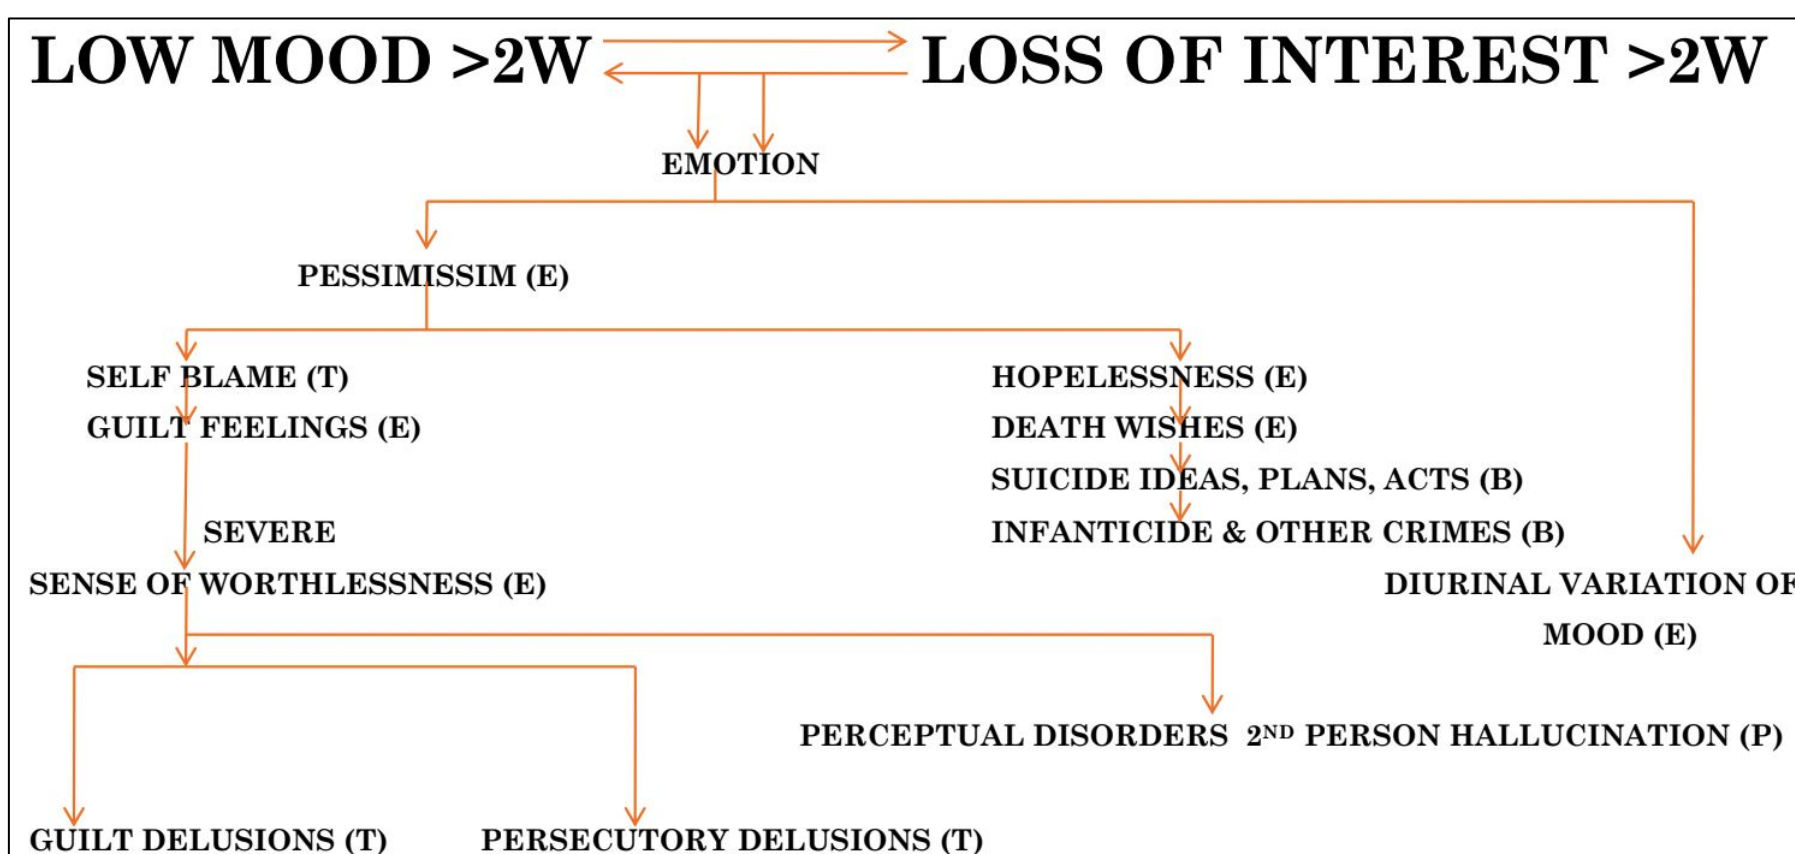 LOW MOOD >2W LOSS OF INTEREST >2W
EMOTION
PESSIMISSIM (E)
SELF BLAME (T) HOPELESSNESS (E)
GUILT FEELINGS (E) DEATH WISHES (E)
SUICIDE IDEAS, PLANS, ACTS (B)
SEVERE INFANTICIDE & OTHER CRIMES (B)
SENSE OF WORTHLESSNESS (E) DIURINAL VARIATION OF
MOOD (E)
PERCEPTUAL DISORDERS 2ND PERSON HALLUCINATION (P)
GUILT DELUSIONS (T) PERSECUTORY DELUSIONS (T)